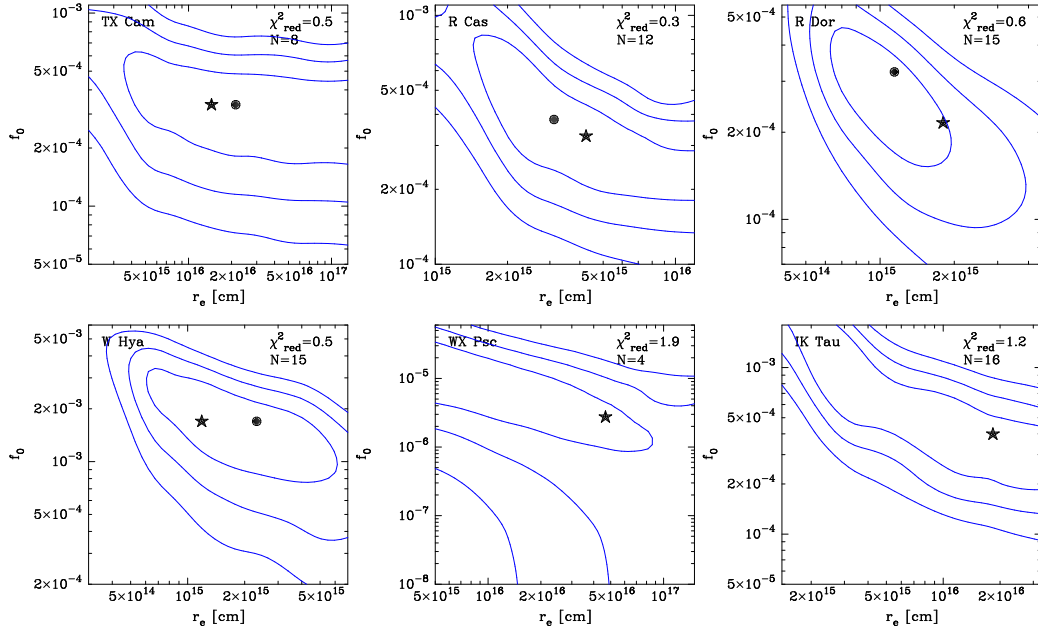 TX Cam χ²red=0.5
N=8
10⁻³
5×10⁻⁴
2×10⁻⁴
10⁻⁴
5×10⁻⁵
f₀
5×10¹⁵ 10¹⁶ 2×10¹⁶ 5×10¹⁶ 10¹⁷
r_e [cm]
R Cas χ²red=0.3
N=12
10⁻³
5×10⁻⁴
2×10⁻⁴
10⁻⁴
f₀
10¹⁵ 2×10¹⁵ 5×10¹⁵ 10¹⁶
r_e [cm]
R Dor χ²red=0.6
N=15
5×10⁻⁴
2×10⁻⁴
10⁻⁴
f₀
5×10¹⁴ 10¹⁵ 2×10¹⁵
r_e [cm]
W Hya χ²red=0.5
N=15
5×10⁻³
2×10⁻³
10⁻³
5×10⁻⁴
2×10⁻⁴
f₀
5×10¹⁴ 10¹⁵ 2×10¹⁵ 5×10¹⁵
r_e [cm]
WX Psc χ²red=1.9
N=4
10⁻⁵
10⁻⁶
10⁻⁷
10⁻⁸
f₀
5×10¹⁵ 10¹⁶ 2×10¹⁶ 5×10¹⁶ 10¹⁷
r_e [cm]
IK Tau χ²red=1.2
N=16
10⁻³
5×10⁻⁴
2×10⁻⁴
10⁻⁴
5×10⁻⁵
f₀
2×10¹⁵ 5×10¹⁵ 10¹⁶ 2×10¹⁶
r_e [cm]